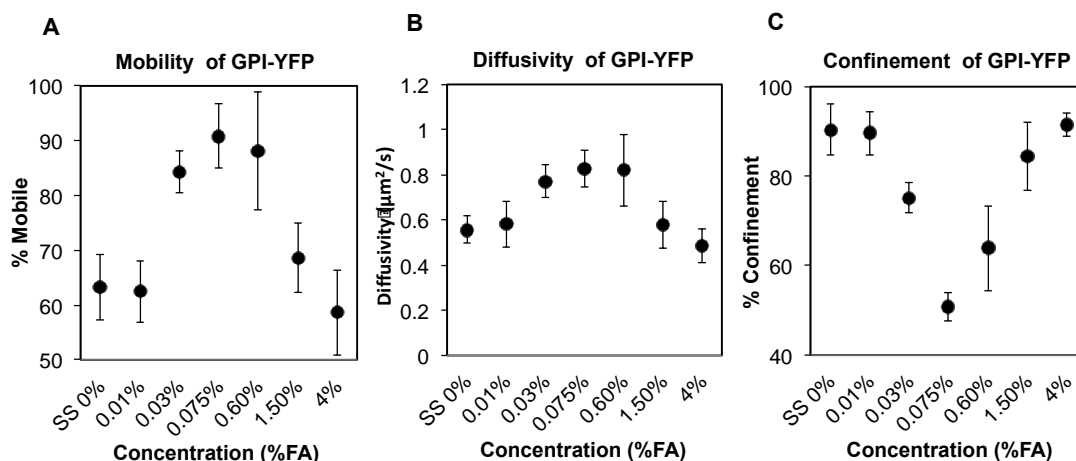 A
Mobility of GPI-YFP
% Mobile
100
90
80
70
60
50
SS 0%
0.01%
0.03%
0.075%
0.60%
1.50%
4%
Concentration (%FA)
B
Diffusivity of GPI-YFP
Diffusivity (µm²/s)
1.2
1
0.8
0.6
0.4
0.2
0
SS 0%
0.01%
0.03%
0.075%
0.60%
1.50%
4%
Concentration (%FA)
C
Confinement of GPI-YFP
% Confinement
100
80
60
40
SS 0%
0.01%
0.03%
0.075%
0.60%
1.50%
4%
Concentration (%FA)